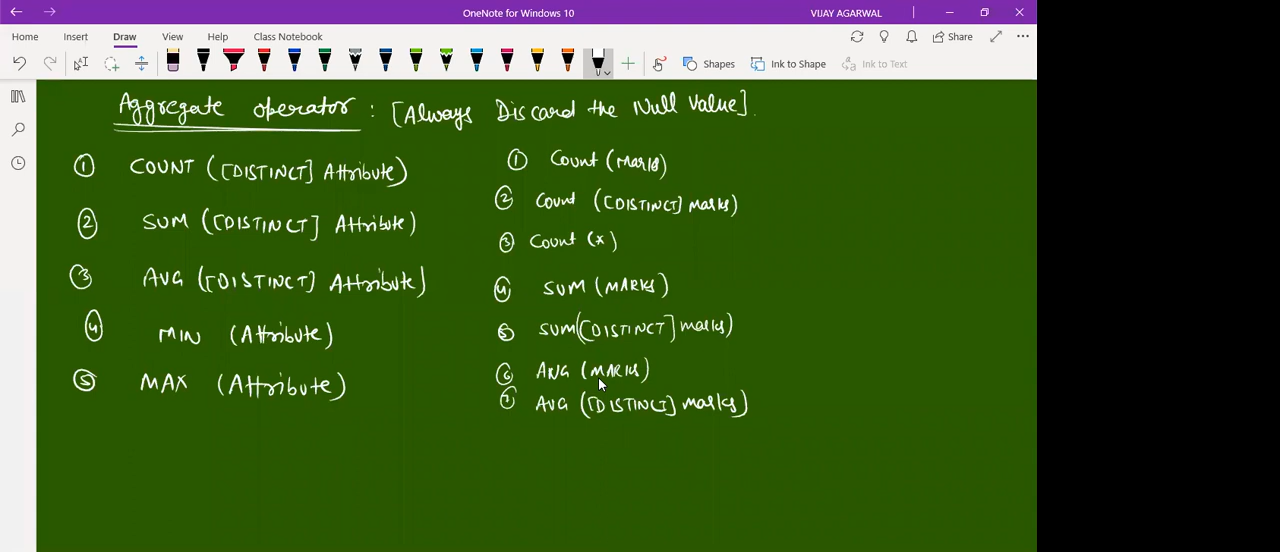 OneNote for Windows 10
VIJAY AGARWAL
Home Insert Draw View Help Class Notebook
Share
Shapes Ink to Shape Ink to Text
Aggregate operator : [Always Discard the Null Value].
① COUNT ([DISTINCT] Attribute)
② SUM ([DISTINCT] Attribute)
③ AVG ([DISTINCT] Attribute)
④ MIN (Attribute)
⑤ MAX (Attribute)
① Count (Marks)
② Count ([DISTINCT] marks)
③ Count (*)
④ SUM (MARKS)
⑤ SUM([DISTINCT] marks)
⑥ AVG (MARKS)
⑦ AVG ([DISTINCT] marks)